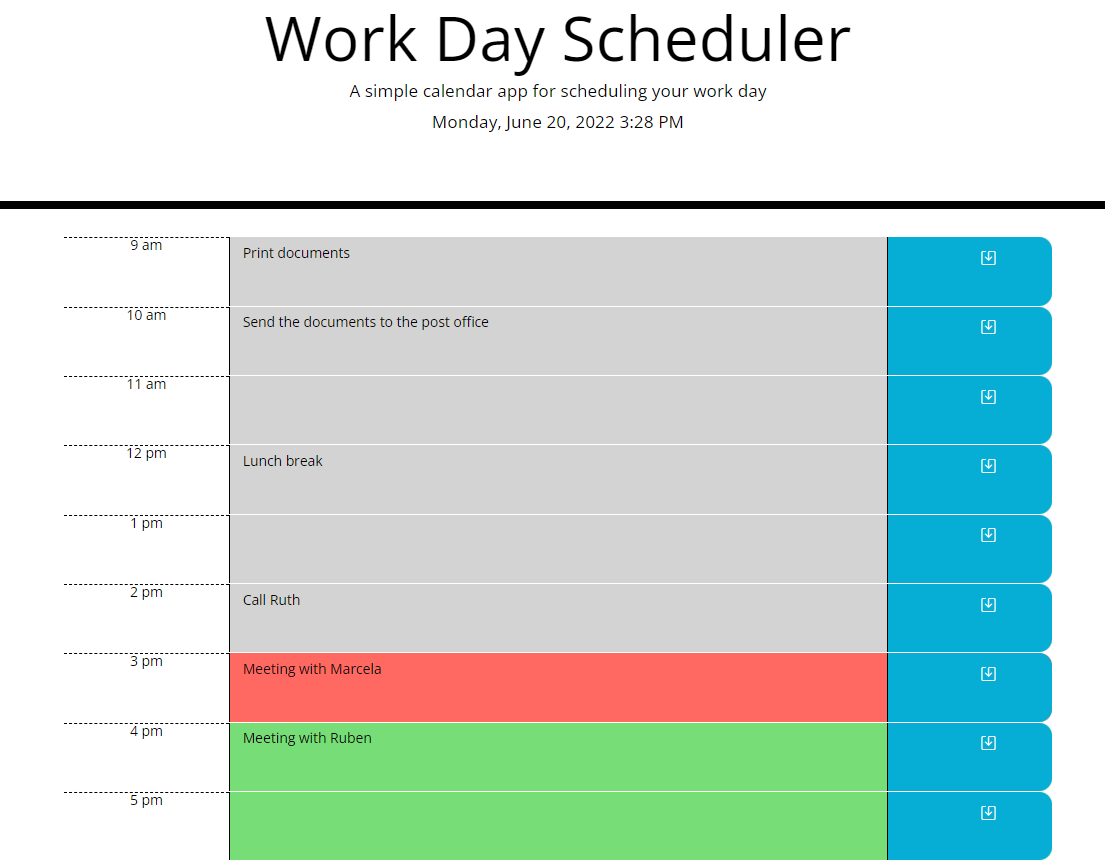 Work Day Scheduler
A simple calendar app for scheduling your work day
Monday, June 20, 2022 3:28 PM
9 am
Print documents
10 am
Send the documents to the post office
11 am
12 pm
Lunch break
1 pm
2 pm
Call Ruth
3 pm
Meeting with Marcela
4 pm
Meeting with Ruben
5 pm